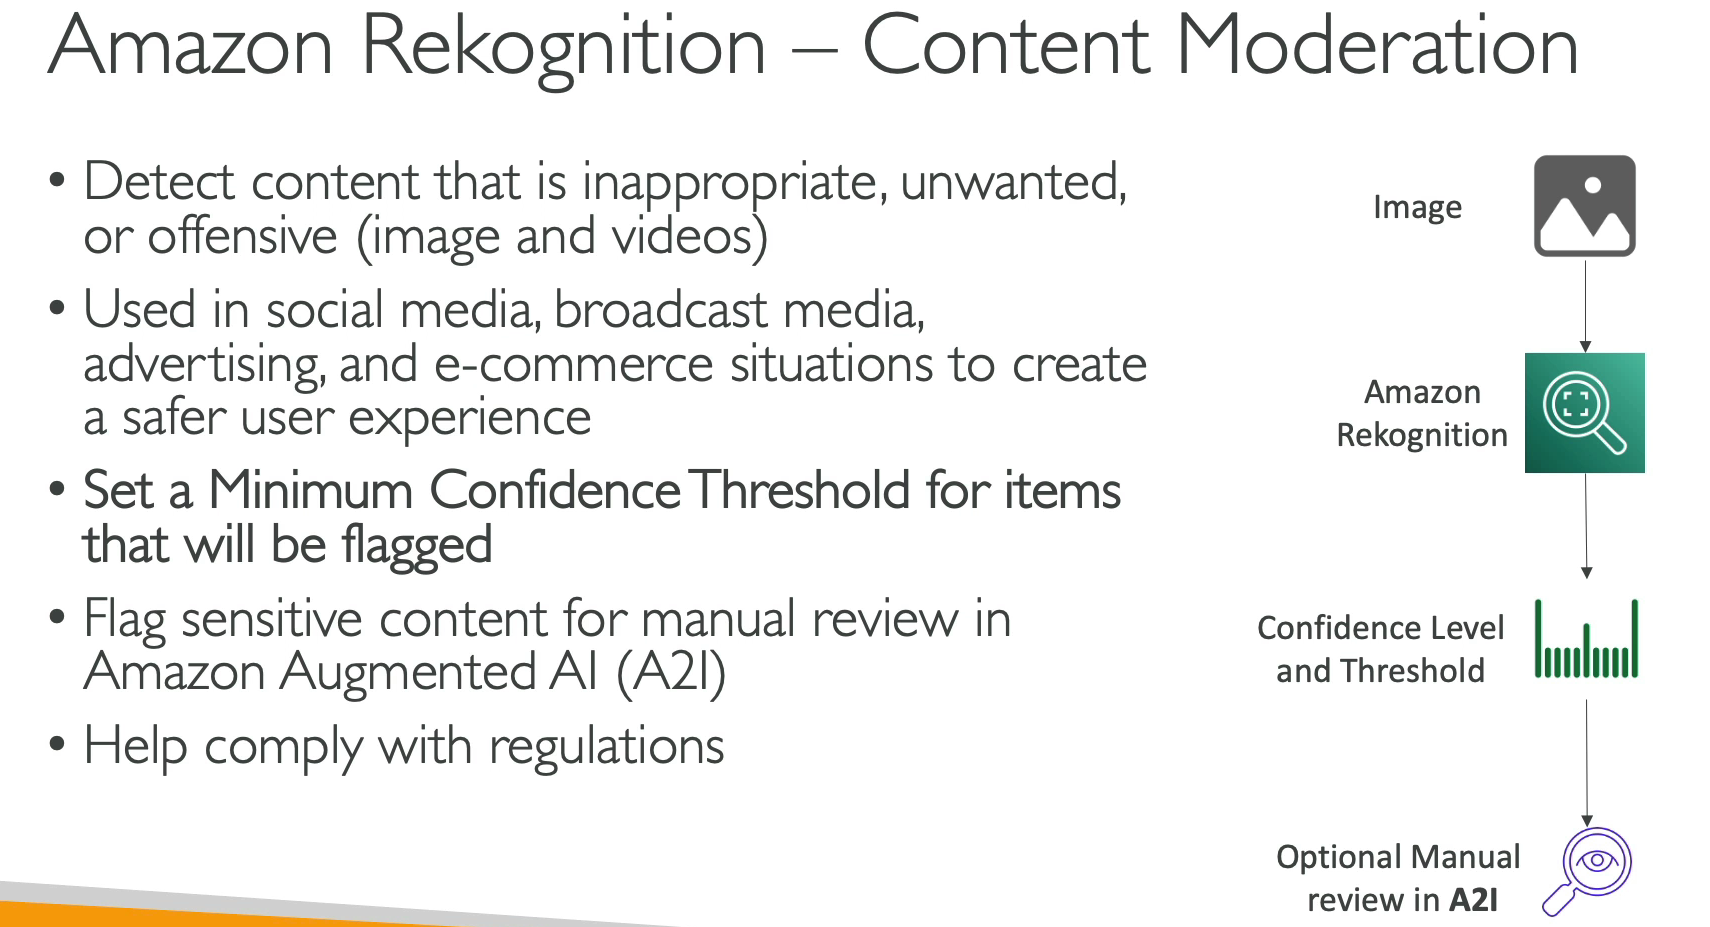 Amazon Rekognition – Content Moderation
• Detect content that is inappropriate, unwanted,
or offensive (image and videos)
• Used in social media, broadcast media,
advertising, and e-commerce situations to create
a safer user experience
• Set a Minimum Confidence Threshold for items
that will be flagged
• Flag sensitive content for manual review in
Amazon Augmented AI (A2I)
• Help comply with regulations
Image
Amazon
Rekognition
Confidence Level
and Threshold
Optional Manual
review in A2I